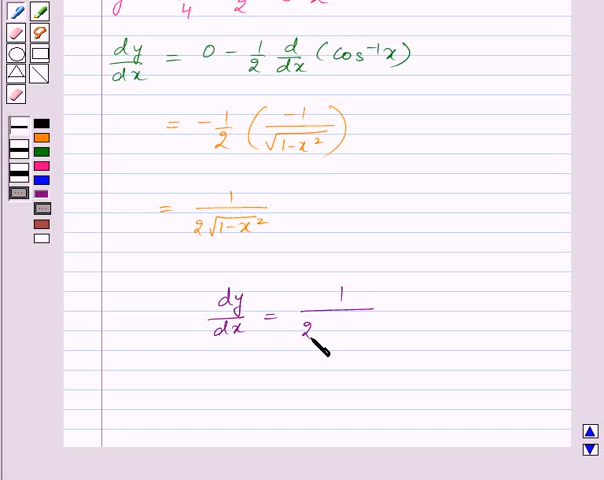 dy/dx = 0 - 1/2 d/dx (cos⁻¹x)
= -1/2 (-1/√(1-x²))
= 1/(2√(1-x²))
dy/dx = 1/2